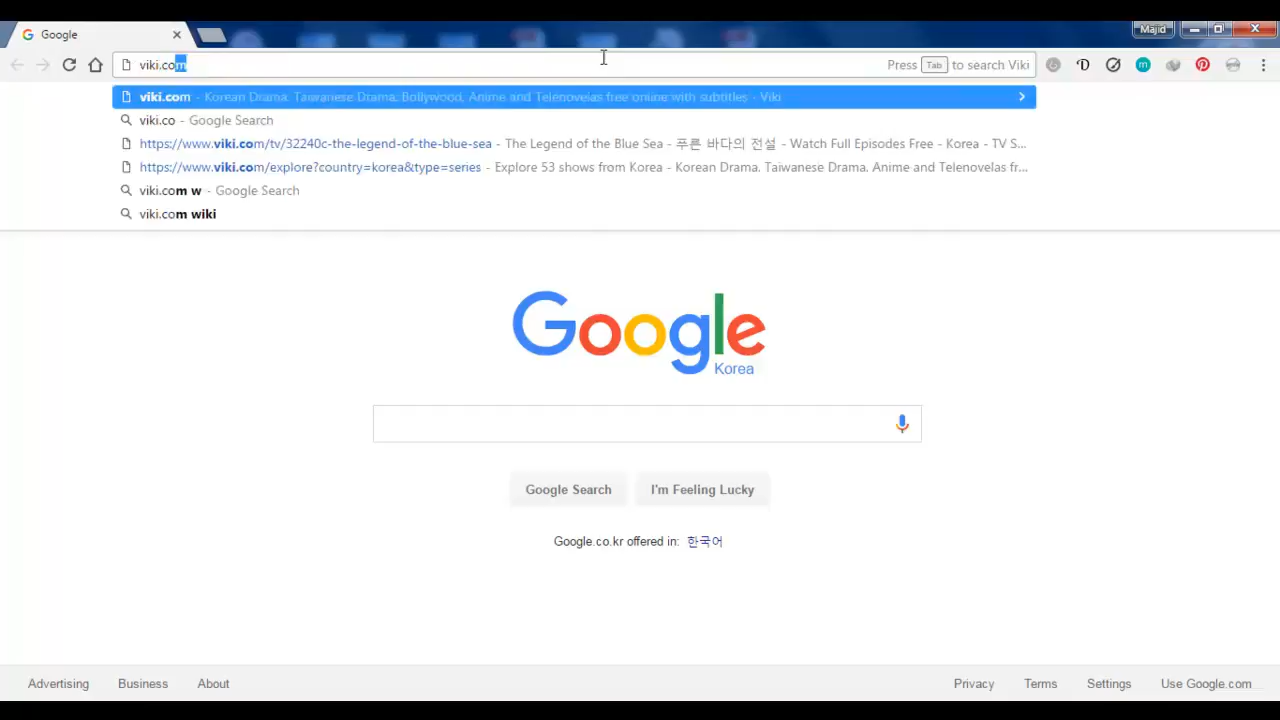 Google
Majid
viki.com
Press Tab to search Viki
viki.com - Korean Drama, Taiwanese Drama, Bollywood, Anime and Telenovelas free online with subtitles - Viki
viki.co - Google Search
https://www.viki.com/tv/32240c-the-legend-of-the-blue-sea - The Legend of the Blue Sea - 푸른 바다의 전설 - Watch Full Episodes Free - Korea - TV S...
https://www.viki.com/explore?country=korea&type=series - Explore 53 shows from Korea - Korean Drama, Taiwanese Drama, Anime and Telenovelas fr...
viki.com w - Google Search
viki.com wiki
Google
Korea
Google Search
I'm Feeling Lucky
Google.co.kr offered in: 한국어
Advertising
Business
About
Privacy
Terms
Settings
Use Google.com